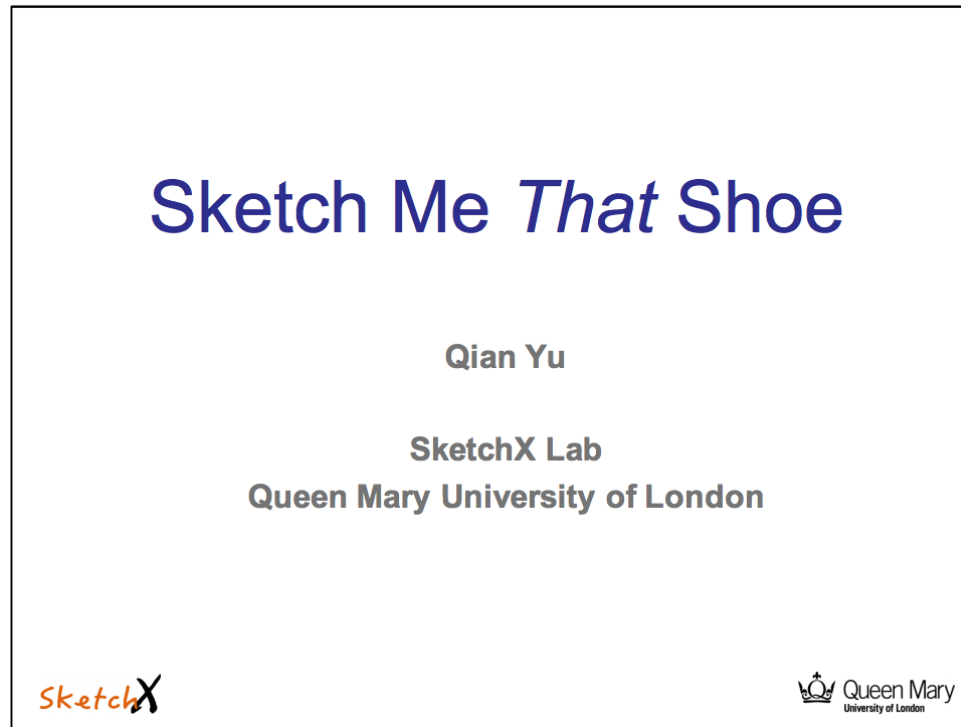 Sketch Me That Shoe
Qian Yu
SketchX Lab
Queen Mary University of London
SketchX
Queen Mary
University of London